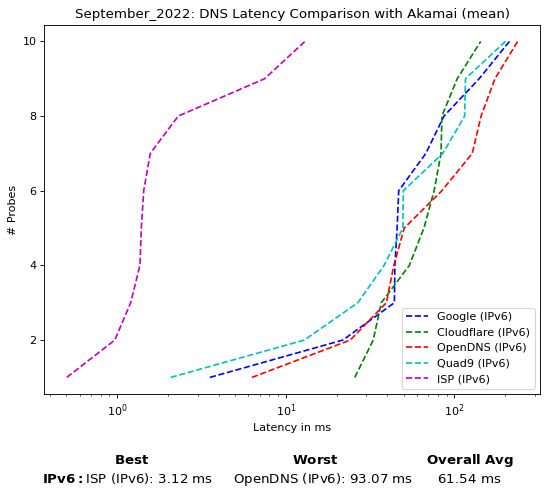 September_2022: DNS Latency Comparison with Akamai (mean)
10
8
6
4
2
# Probes
10^0
10^1
10^2
Latency in ms
Google (IPv6)
Cloudflare (IPv6)
OpenDNS (IPv6)
Quad9 (IPv6)
ISP (IPv6)
Best Worst Overall Avg
IPv6: ISP (IPv6): 3.12 ms OpenDNS (IPv6): 93.07 ms 61.54 ms